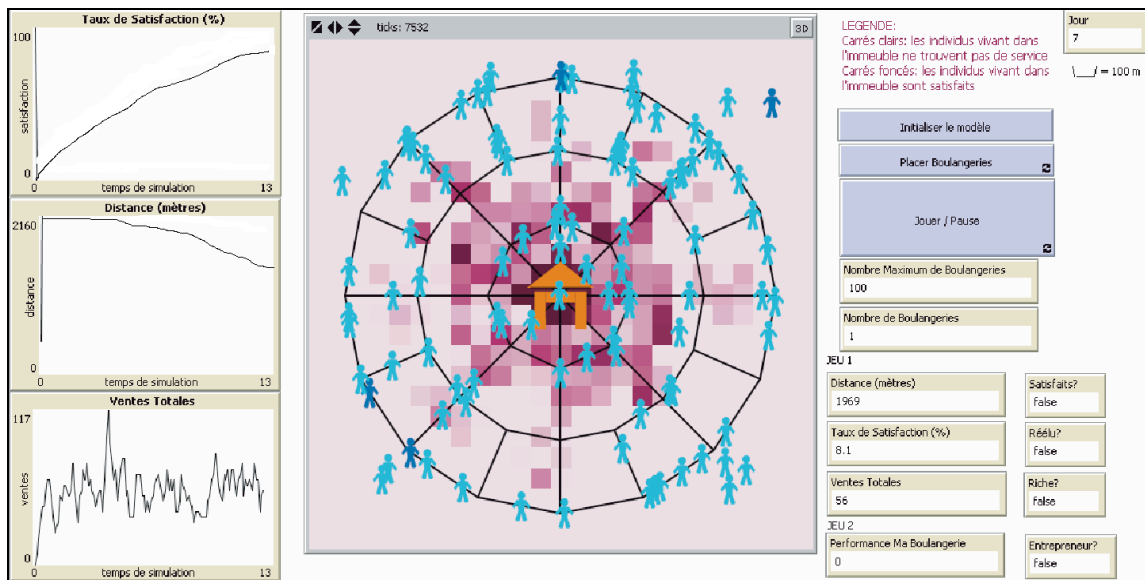 Taux de Satisfaction (%)
100
satisfaction
0
0
temps de simulation
13
Distance (mètres)
2160
distance
0
0
temps de simulation
13
Ventes Totales
117
ventes
0
0
temps de simulation
13
ticks: 7532
3D
LEGENDE:
Carrés clairs: les individus vivant dans
l'immeuble ne trouvent pas de service
Carrés foncés: les individus vivant dans
l'immeuble sont satisfaits
Jour
7
\__/ = 100 m
Initialser le modèle
Placer Boulangeries
Jouer / Pause
Nombre Maximum de Boulangeries
100
Nombre de Boulangeries
1
JEU 1
Distance (mètres)
1969
Satisfaits?
false
Taux de Satisfaction (%)
8.1
Réélu?
false
Ventes Totales
56
Riche?
false
JEU 2
Performance Ma Boulangerie
0
Entrepreneur?
false